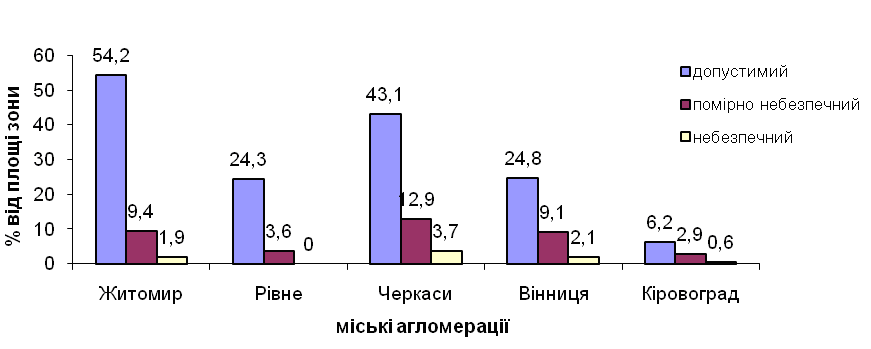 % від площі зони
60
50
40
30
20
10
0
54,2
9,4
1,9
24,3
3,6
0
43,1
12,9
3,7
24,8
9,1
2,1
6,2
2,9
0,6
Житомир
Рівне
Черкаси
Вінниця
Кіровоград
міські агломерації
допустимий
помірно небезпечний
небезпечний